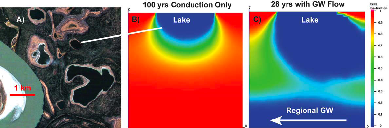 100 yrs Conduction Only
28 yrs with GW Flow
A)
B)
Lake
C)
Lake
1 km
Regional GW